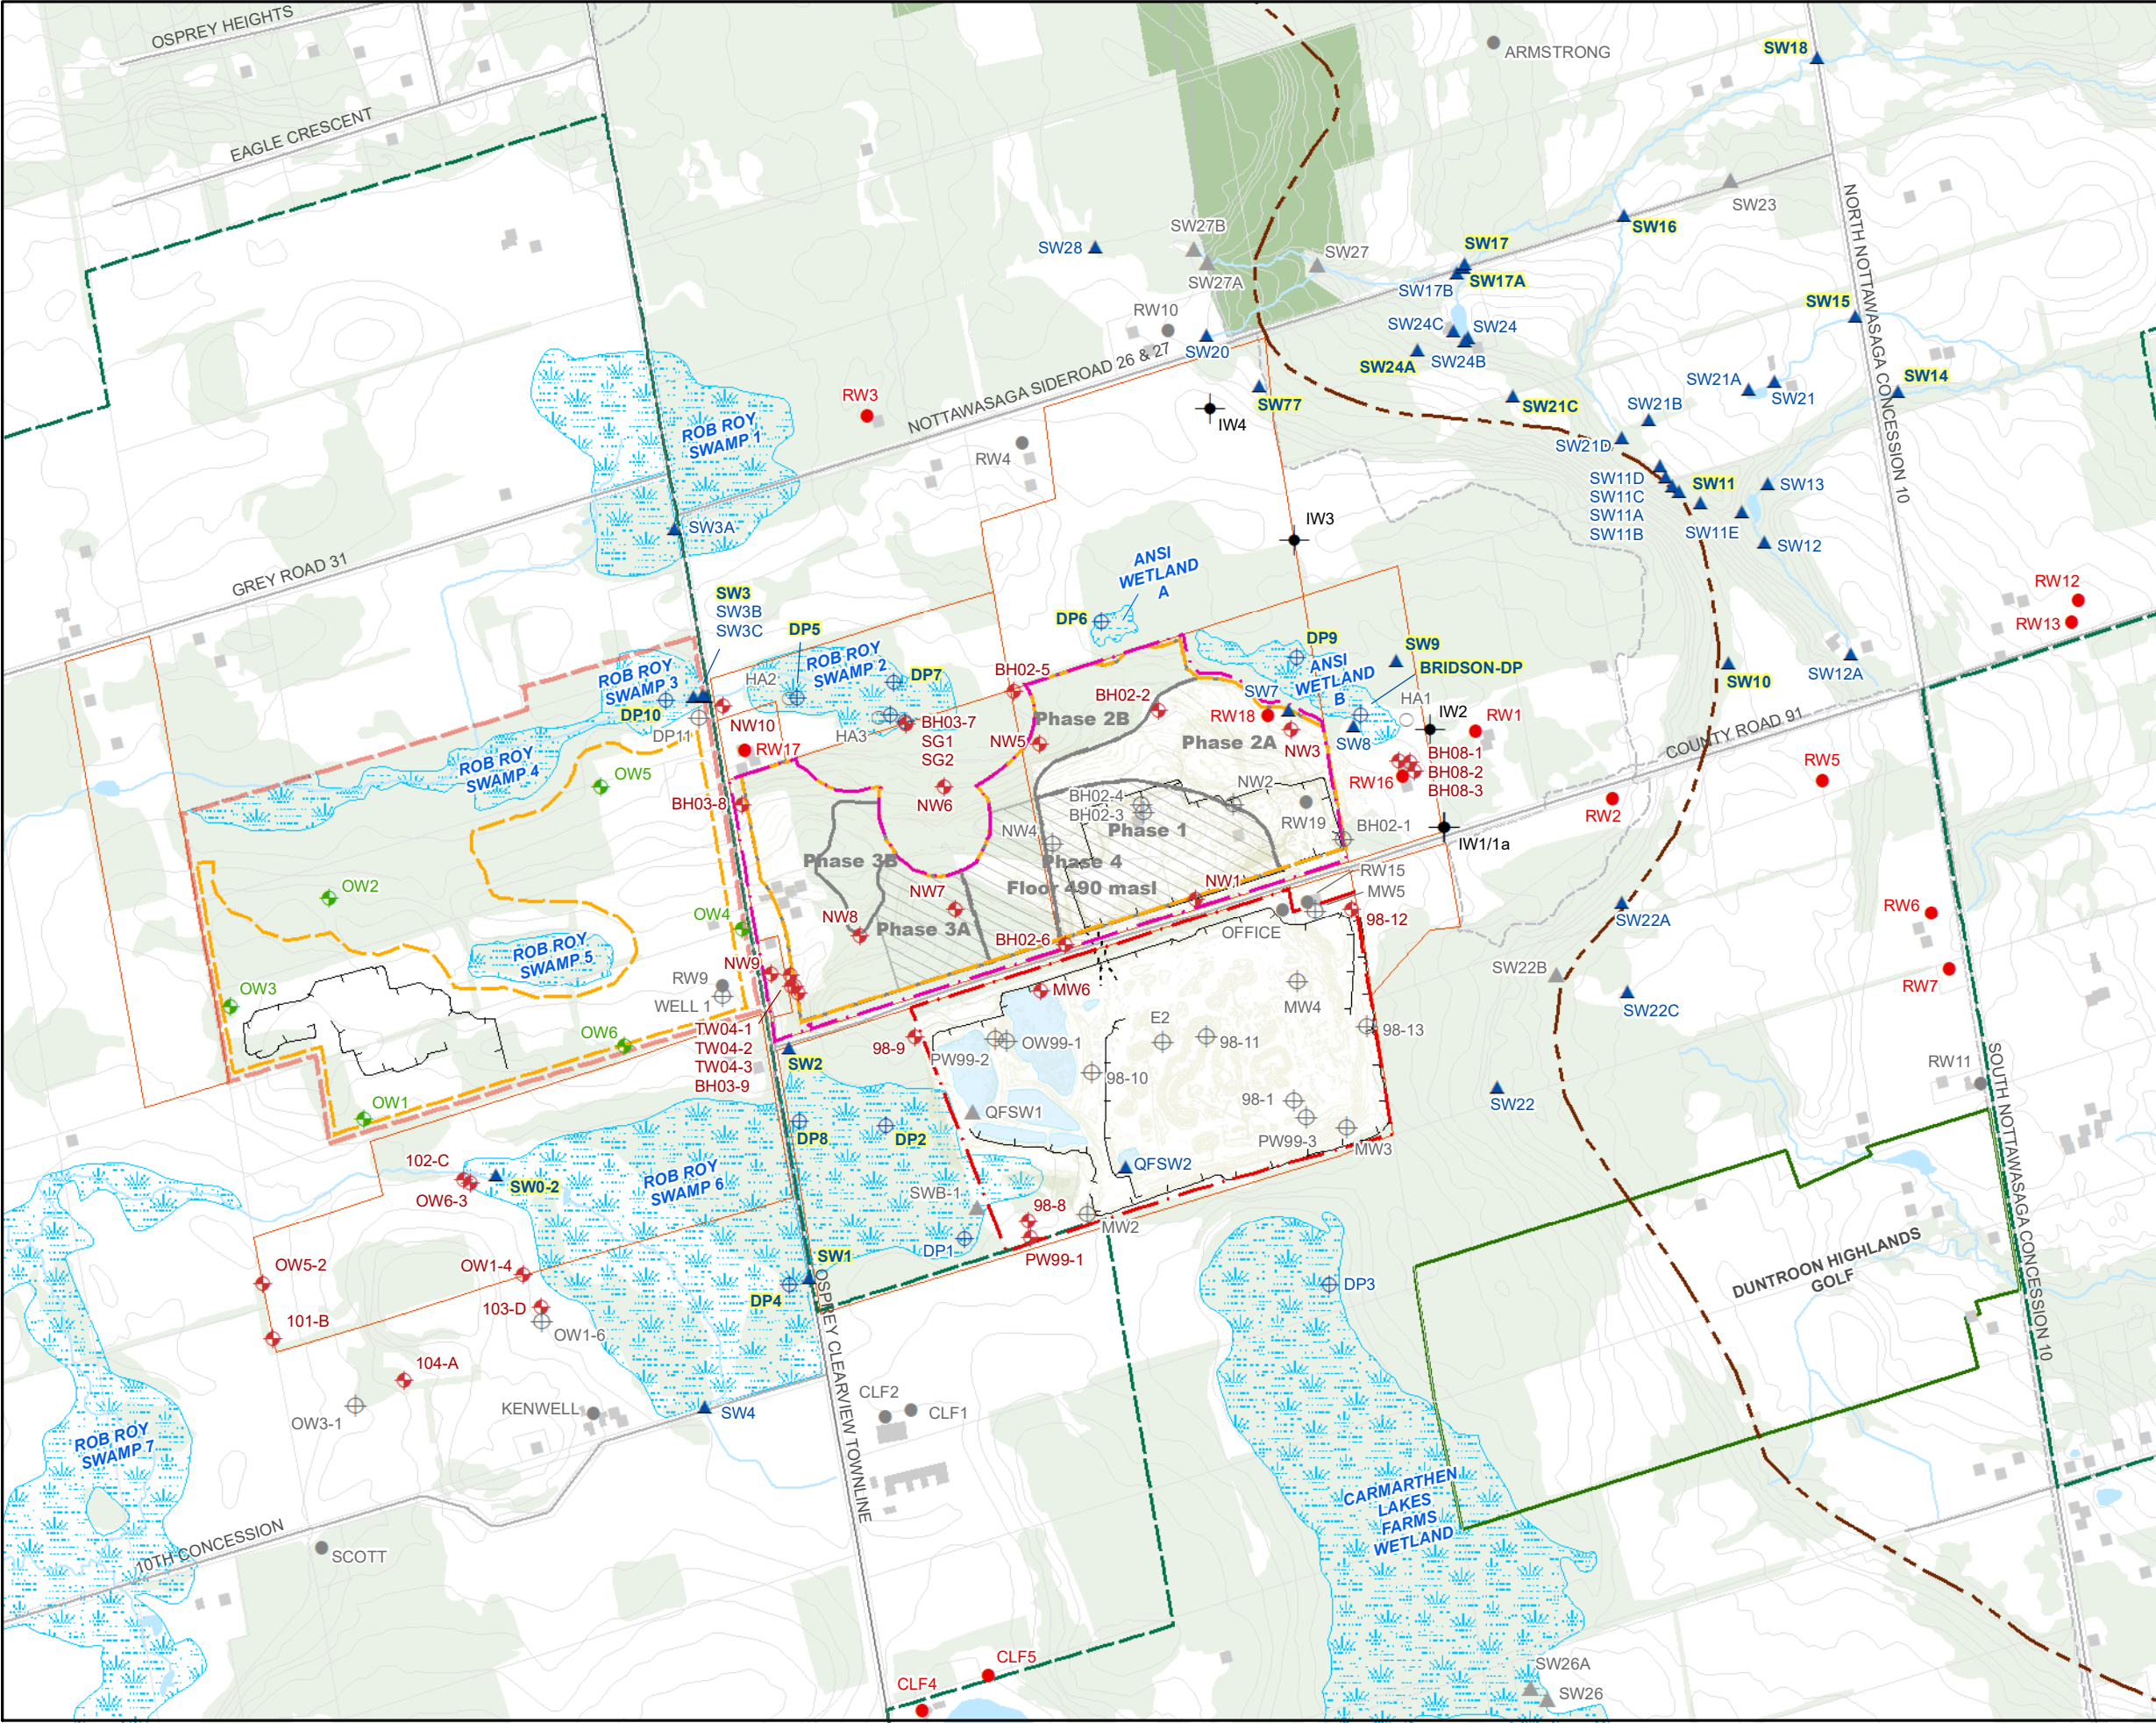 OSPREY HEIGHTS
ARMSTRONG
SW18
EAGLE CRESCENT
SW23
SW16
SW27B
SW28
SW27
SW17
SW27A
SW17A
SW17B
NORTH NOTTAWASAGA CONCESSION 10
SW15
RW10
SW24C
SW24
SW20
NOTTAWASAGA SIDEROAD 26 & 27
SW24A
SW24B
SW21A
SW14
SW21
RW3
SW77
SW21C
SW21B
IW4
ROB ROY
SWAMP 1
SW21D
RW4
SW11D
SW11C
SW11A
SW11B
SW11
SW13
SW3A
IW3
SW11E
SW12
GREY ROAD 31
ANSI
WETLAND
A
RW12
RW13
SW3
SW3B
SW3C
DP5
DP6
DP9
SW9
BRIDSON-DP
ROB ROY
SWAMP 2
ROB ROY
SWAMP 3
HA2
DP7
BH02-5
BH02-2
SW7
ANSI
WETLAND
B
HA1
SW10
SW12A
DP10
DP11
NW10
HA3
BH03-7
SG1
SG2
Phase 2B
RW18
IW2
RW1
COUNTY ROAD 91
NW5
Phase 2A
NW3
SW8
RW17
BH08-1
BH08-2
BH08-3
RW16
RW5
ROB ROY
SWAMP 4
OW5
NW6
BH03-8
BH02-4
BH02-3
NW2
RW2
NW4
Phase 1
RW19
BH02-1
IW1/1a
Phase 3B
Phase 4
Floor 490 masl
OW2
NW7
NW1
RW15
MW5
RW6
OW4
NW8
Phase 3A
BH02-6
OFFICE
98-12
SW22A
ROB ROY
SWAMP 5
NW9
RW9
WELL 1
SW22B
RW7
OW3
MW6
MW4
SW22C
TW04-1
TW04-2
TW04-3
BH03-9
OW6
98-9
PW99-2
OW99-1
E2
98-11
98-13
SW2
98-10
RW11
SOUTH NOTTAWASAGA CONCESSION 10
OW1
QFSW1
98-1
SW22
DP8
DP2
PW99-3
MW3
102-C
OW6-3
SW0-2
ROB ROY
SWAMP 6
QFSW2
SWB-1
98-8
MW2
DP1
PW99-1
OW5-2
OW1-4
SW1
DP4
DP3
DUNTROON HIGHLANDS
GOLF
101-B
103-D
OW1-6
OSPREY CLEARVIEW TOWNLINE
104-A
OW3-1
KENWELL
SW4
CLF2
CLF1
ROB ROY
SWAMP 7
CARMARTHEN
LAKES
FARMS
WETLAND
10TH CONCESSION
SCOTT
CLF5
CLF4
SW26A
SW26